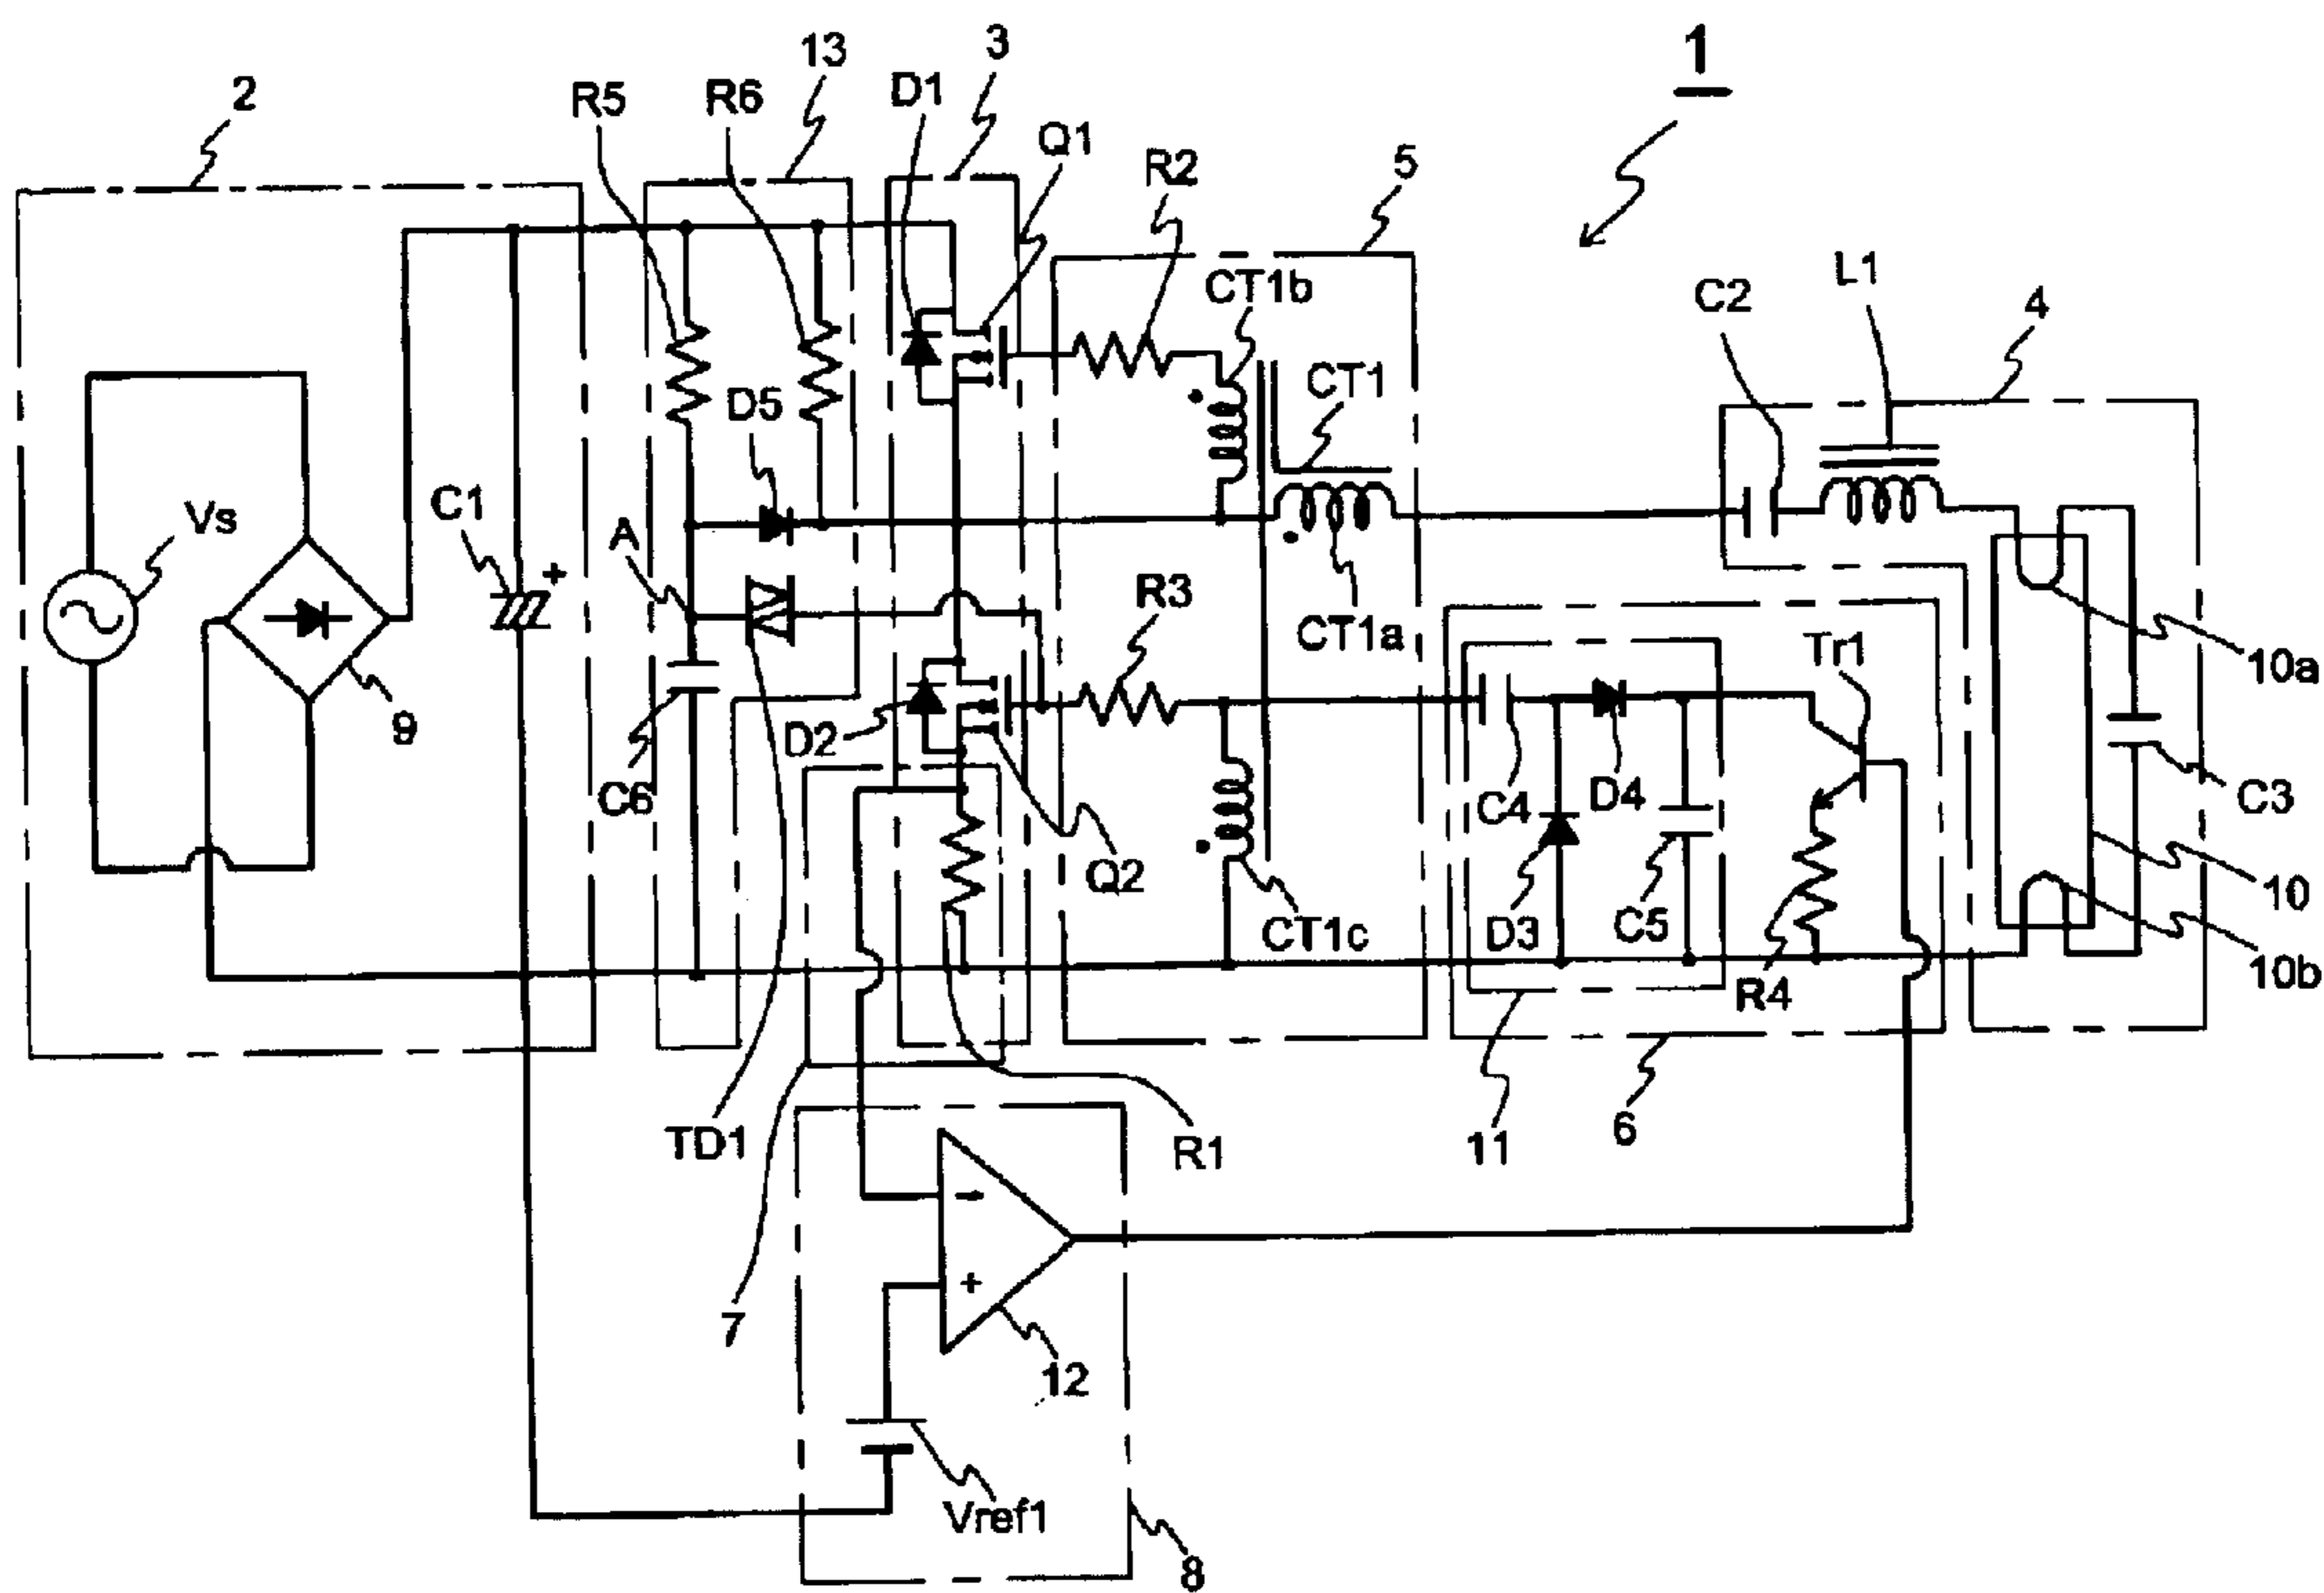 1
2
13
3
R5
R6
D1
Q1
R2
5
CT1b
C2
L1
4
CT1
D5
Vs
C1
+
A
R3
CT1a
Tr1
10a
9
D2
C6
C4
D4
C3
Q2
CT1c
D3
C5
10
R4
10b
TD1
R1
11
6
−
+
7
12
Vref1
8